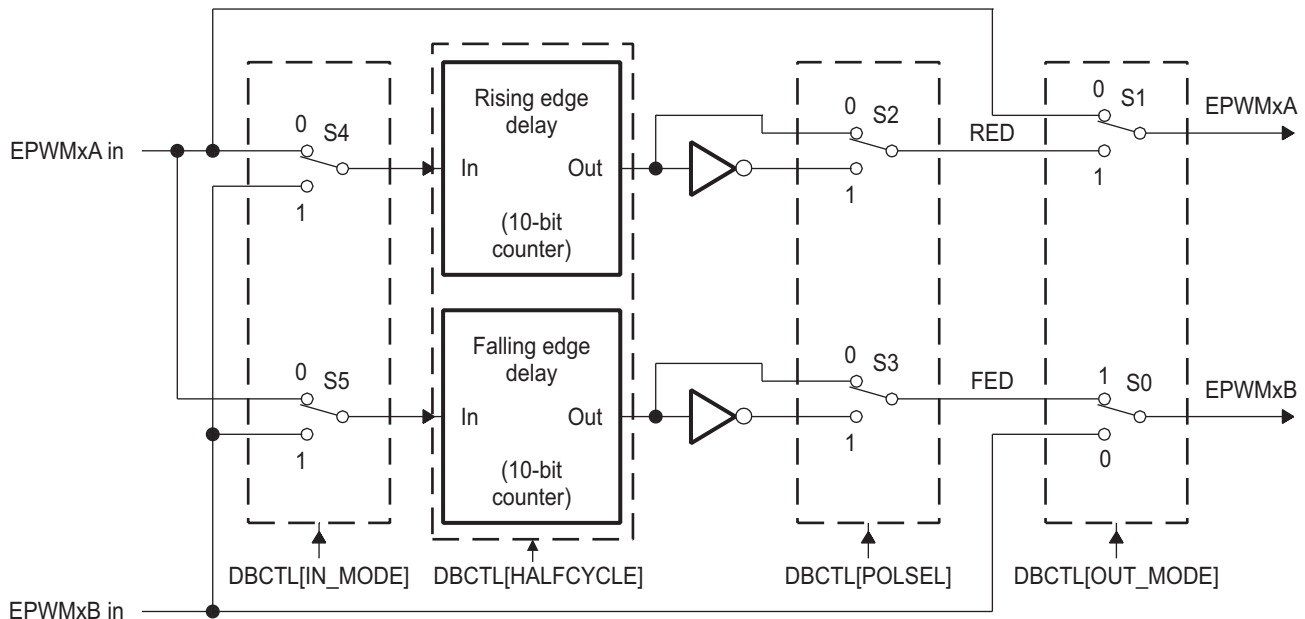 EPWMxA in
0
S4
1
Rising edge
delay
In
Out
(10-bit
counter)
0
S2
1
RED
0
S1
1
EPWMxA
0
S5
1
Falling edge
delay
In
Out
(10-bit
counter)
0
S3
1
FED
1
S0
0
EPWMxB
DBCTL[IN_MODE]
DBCTL[HALFCYCLE]
DBCTL[POLSEL]
DBCTL[OUT_MODE]
EPWMxB in